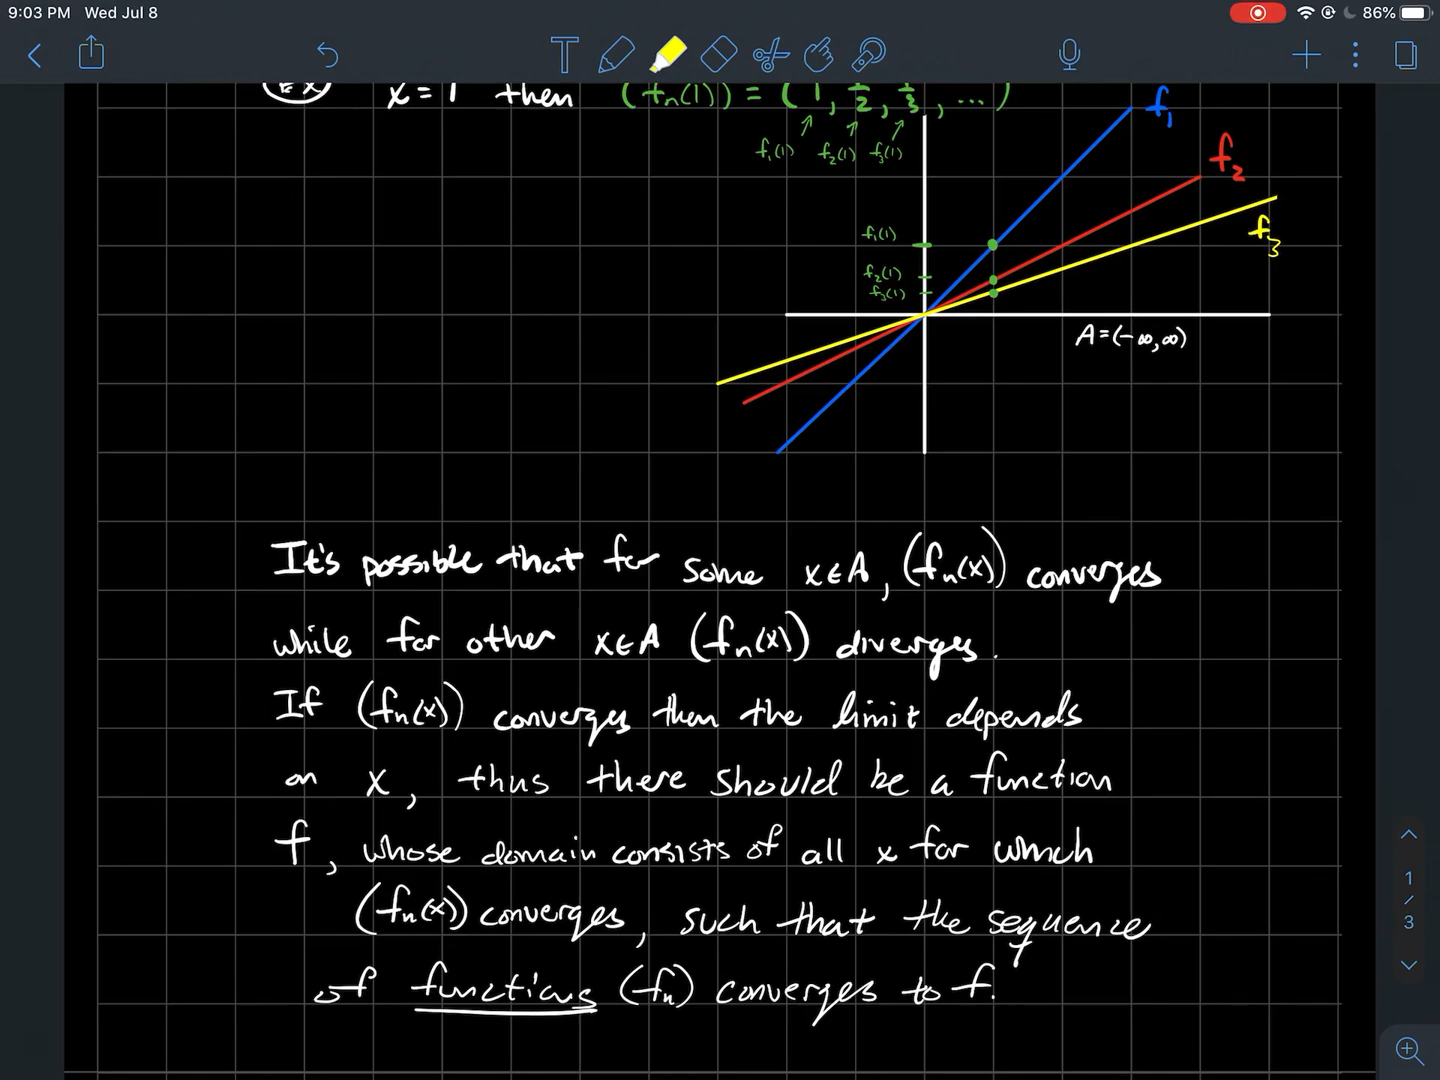 9:03 PM Wed Jul 8
86%
Ex x = 1 then (fn(1)) = (1, 1/2, 1/3, ...)
f₁(1) f₂(1) f₃(1)
f₁
f₂
f₃
f₁(1)
f₂(1)
f₃(1)
A=(-∞,∞)
It's possible that for some x∈A, (fn(x)) converges
while for other x∈A (fn(x)) diverges.
If (fn(x)) converges then the limit depends
on x, thus there should be a function
f, whose domain consists of all x for which
(fn(x)) converges, such that the sequence
of functions (fn) converges to f.
1
/
3